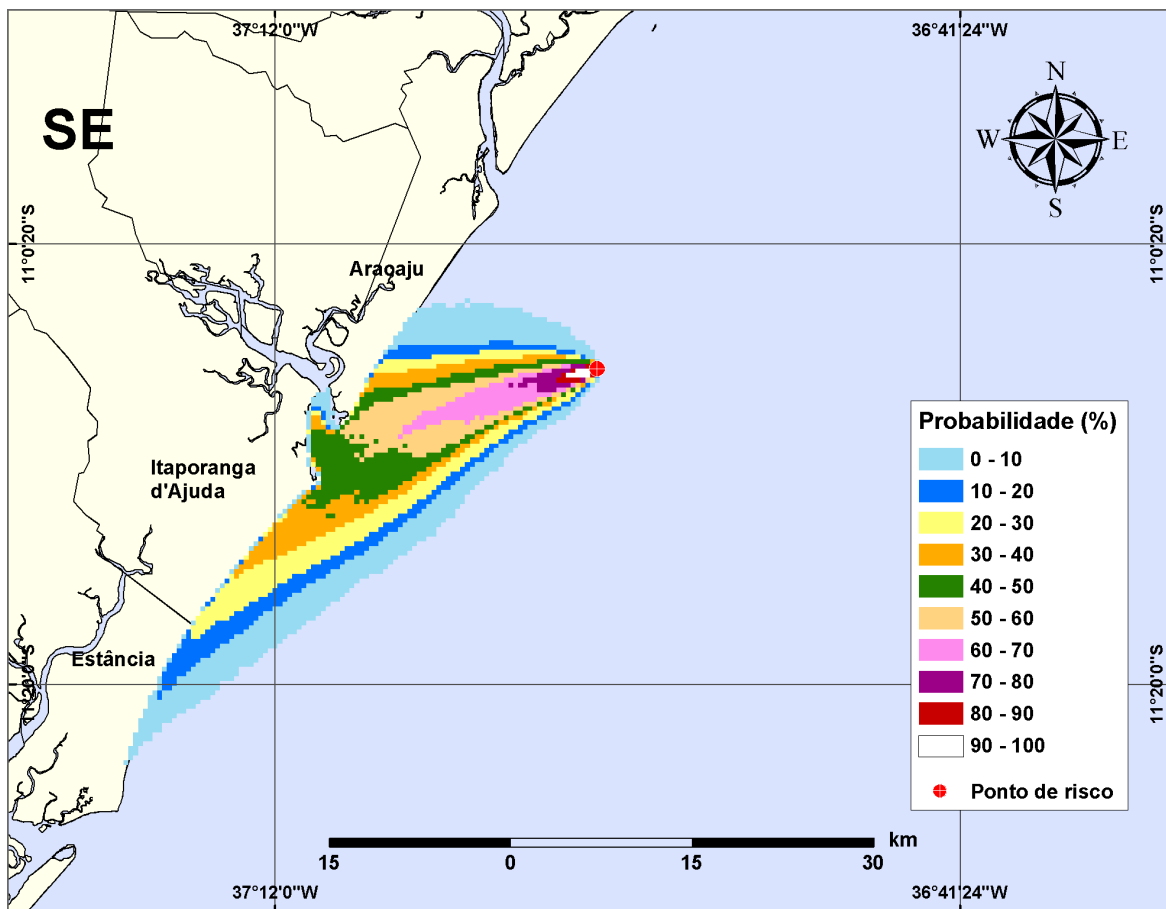 37°12'0"W
36°41'24"W
SE
N
W
E
S
11°0'20"S
11°0'20"S
Aracaju
Itaporanga
d'Ajuda
Estância
11°20'0"S
11°20'0"S
Probabilidade (%)
0 - 10
10 - 20
20 - 30
30 - 40
40 - 50
50 - 60
60 - 70
70 - 80
80 - 90
90 - 100
Ponto de risco
km
15
0
15
30
37°12'0"W
36°41'24"W